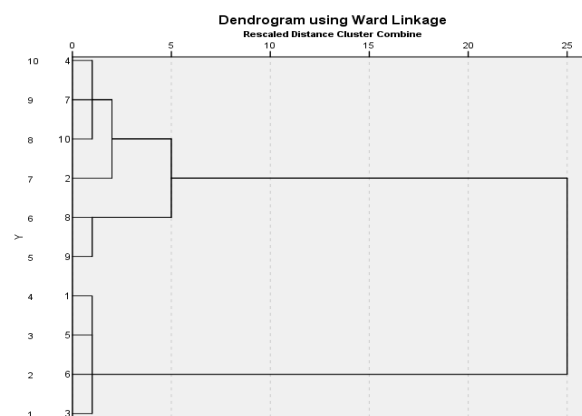 Dendrogram using Ward Linkage
Rescaled Distance Cluster Combine
0 5 10 15 20 25
10 4
9 7
8 10
7 2
6 8
Y
5 9
4 1
3 5
2 6
1 3